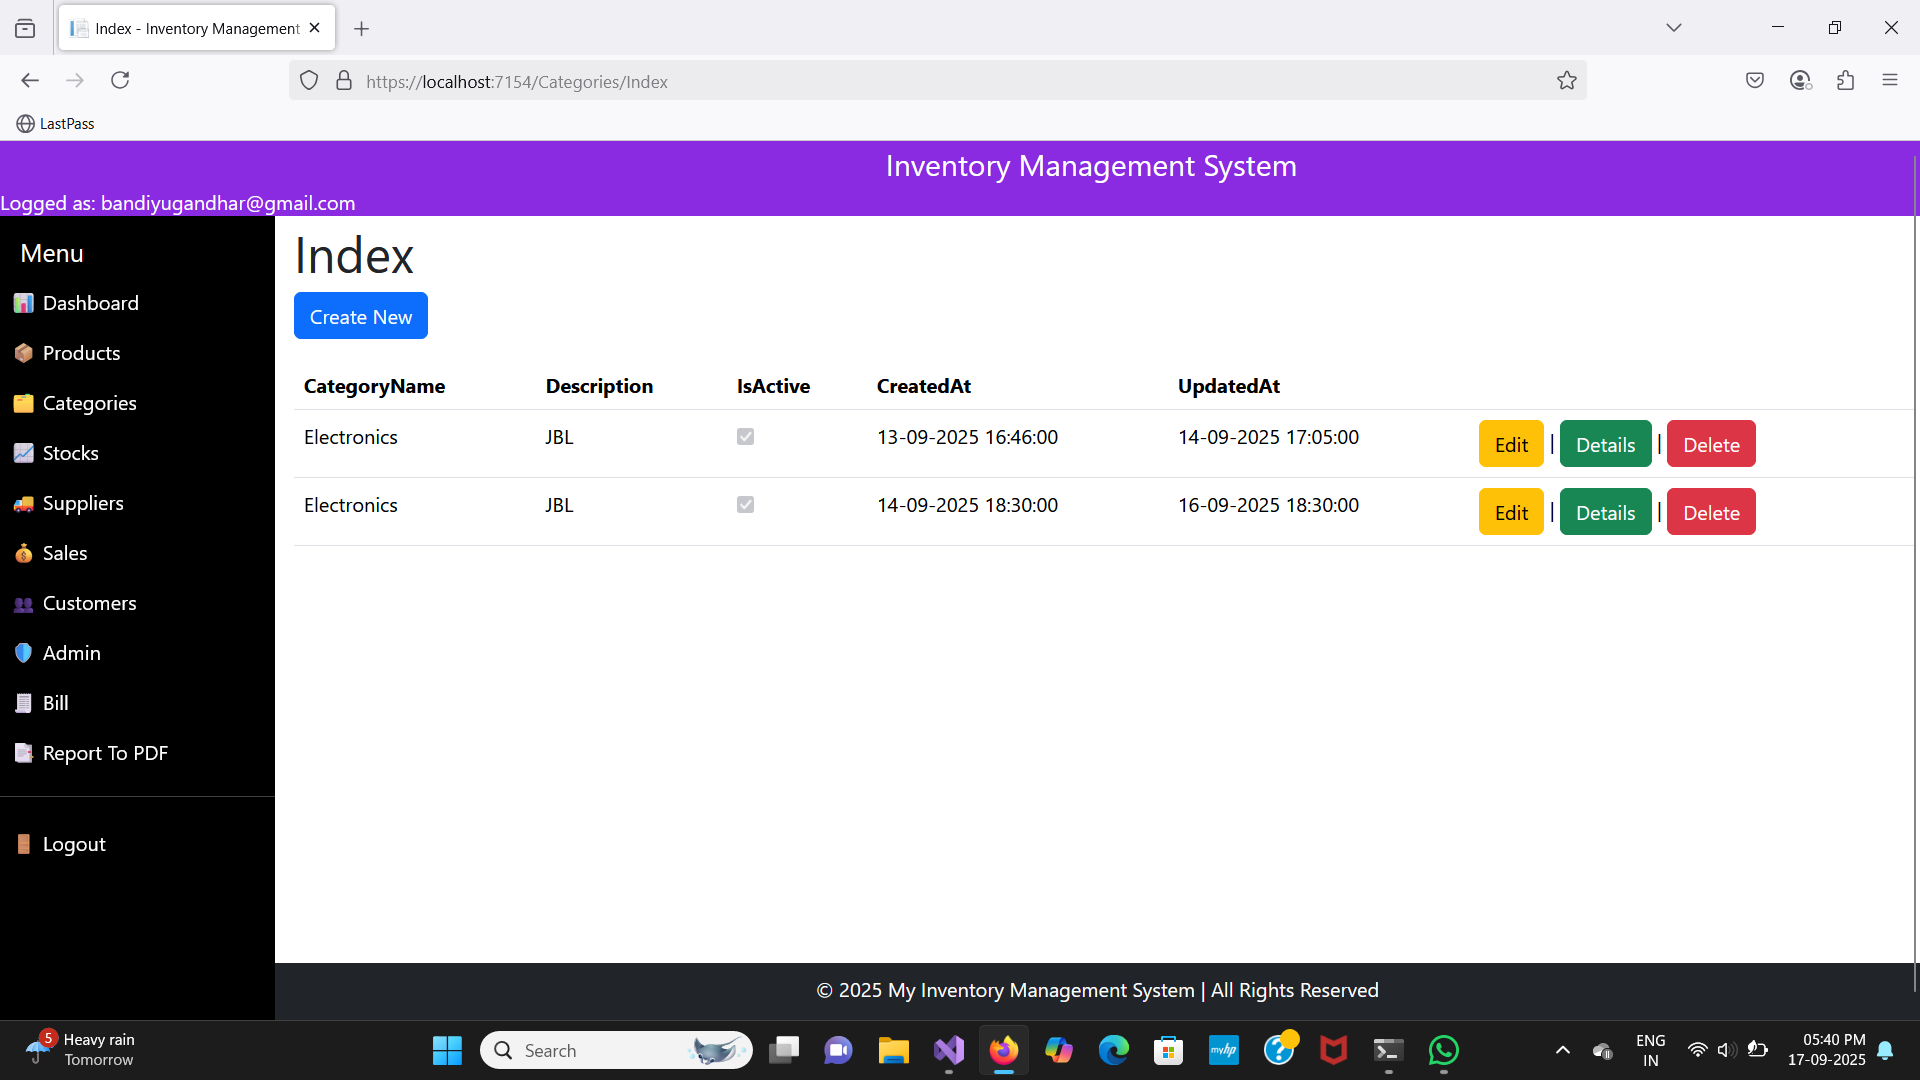 Index - Inventory Management
https://localhost:7154/Categories/Index
LastPass
Inventory Management System
Logged as: bandiyugandhar@gmail.com
Menu
Dashboard
Products
Categories
Stocks
Suppliers
Sales
Customers
Admin
Bill
Report To PDF
Logout
Index
Create New
CategoryName Description IsActive CreatedAt UpdatedAt
Electronics JBL 13-09-2025 16:46:00 14-09-2025 17:05:00 Edit | Details | Delete
Electronics JBL 14-09-2025 18:30:00 16-09-2025 18:30:00 Edit | Details | Delete
© 2025 My Inventory Management System | All Rights Reserved
5
Heavy rain
Tomorrow
Search
myhp
ENG
IN
05:40 PM
17-09-2025